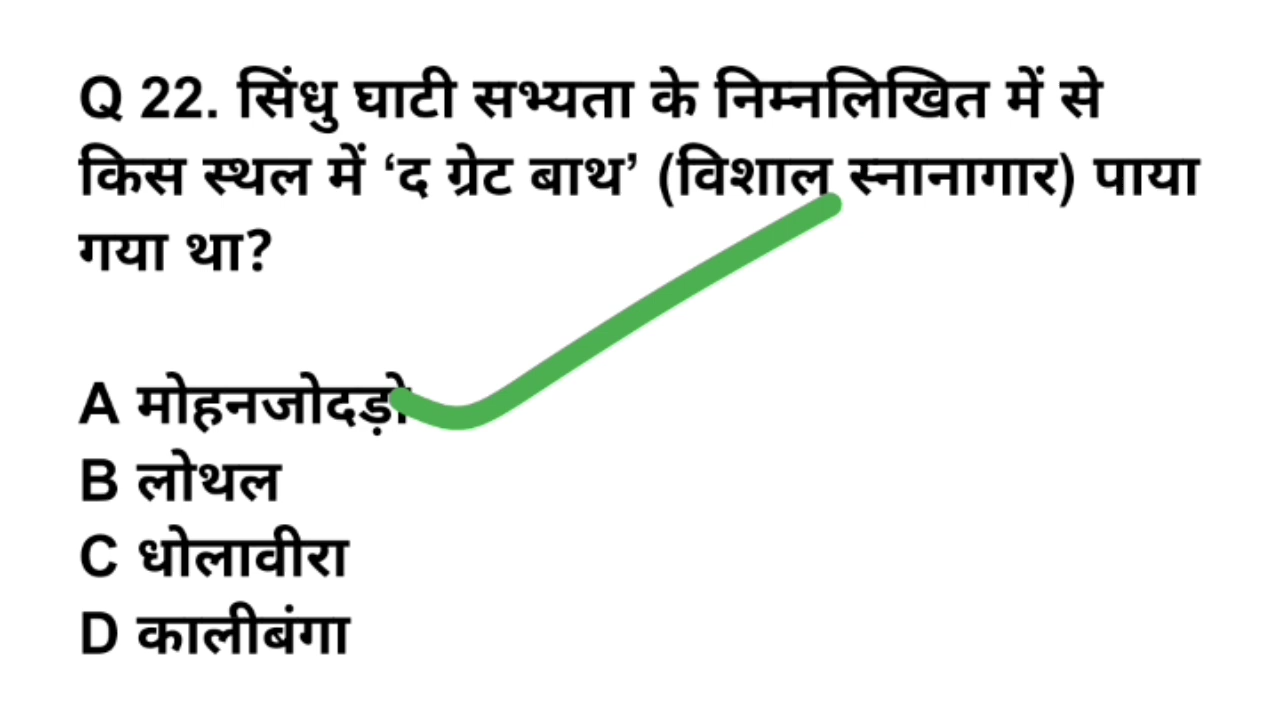 Q 22. सिंधु घाटी सभ्यता के निम्नलिखित में से
किस स्थल में ‘द ग्रेट बाथ’ (विशाल स्नानागार) पाया
गया था?
A मोहनजोदड़ो
B लोथल
C धोलावीरा
D कालीबंगा